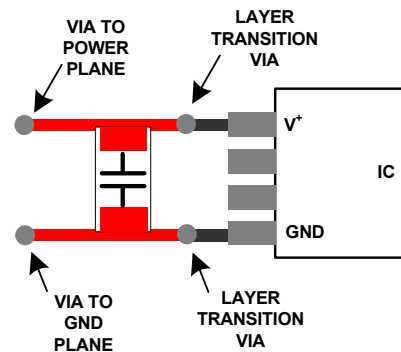 VIA TO
POWER
PLANE
LAYER
TRANSITION
VIA
V+
IC
GND
VIA TO
GND
PLANE
LAYER
TRANSITION
VIA